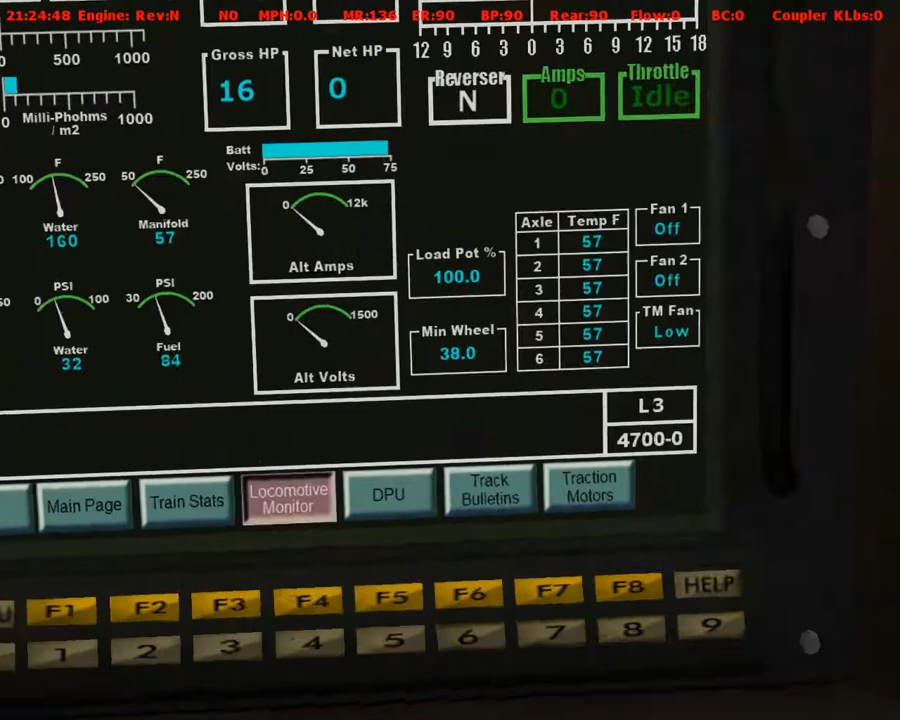 21:24:48 Engine: Rev:N N0 MPH:0.0 MR:136 ER:90 BP:90 Rear:90 Flow:0 BC:0 Coupler KLbs:0
0 500 1000
12 9 6 3 0 3 6 9 12 15 18
Gross HP
16
Net HP
0
Reverser
N
Amps
0
Throttle
Idle
0 Milli-Phohms 1000
/ m2
Batt
Volts:
0 25 50 75
F
100 250
Water
160
F
50 250
Manifold
57
0 12k
Alt Amps
Load Pot %
100.0
Axle Temp F
1 57
2 57
3 57
4 57
5 57
6 57
Fan 1
Off
Fan 2
Off
TM Fan
Low
PSI
0 100
Water
32
PSI
30 200
Fuel
84
0 1500
Alt Volts
Min Wheel
38.0
L3
4700-0
Main Page
Train Stats
Locomotive
Monitor
DPU
Track
Bulletins
Traction
Motors
F1 F2 F3 F4 F5 F6 F7 F8 HELP
1 2 3 4 5 6 7 8 9